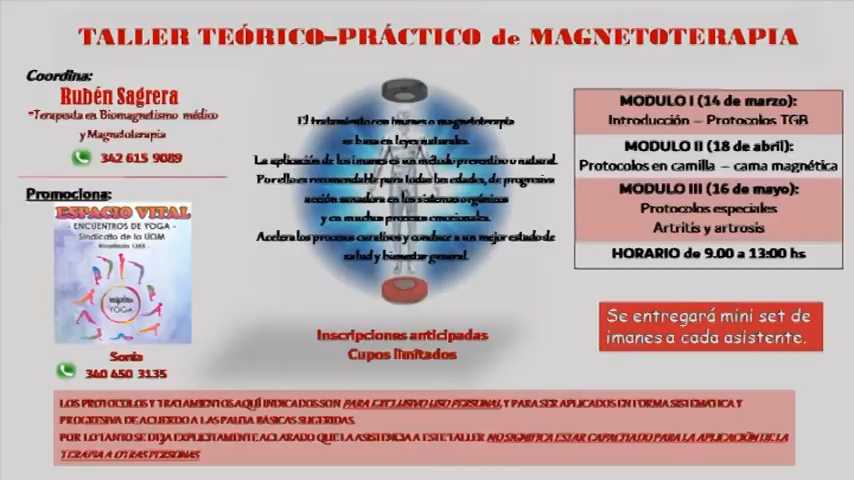 TALLER TEÓRICO-PRÁCTICO de MAGNETOTERAPIA
Coordina:
Rubén Sagrera
"Terapeuta en Biomagnetismo médico
y Magnetoterapia
342 615 9089
Promociona:
ESPACIO VITAL
- ENCUENTROS DE YOGA -
Sindicato de la UOM
YOGA
Sonia
340 450 3135
El tratamiento con imanes o magnetoterapia
se basa en leyes naturales.
La aplicación de los imanes es un método preventivo o natural.
Por ello es recomendable para todas las edades, de progresiva
acción sanadora en los sistemas orgánicos
y en muchos procesos emocionales.
Acelera los procesos curativos y conduce a un mejor estado de
salud y bienestar general.
Inscripciones anticipadas
Cupos limitados
MODULO I (14 de marzo):
Introducción – Protocolos TGB
MODULO II (18 de abril):
Protocolos en camilla – cama magnética
MODULO III (16 de mayo):
Protocolos especiales
Artritis y artrosis
HORARIO de 9.00 a 13:00 hs
Se entregará mini set de
imanes a cada asistente.
LOS PROTOCOLOS Y TRATAMIENTOS AQUÍ INDICADOS SON PARA EXCLUSIVO USO PERSONAL Y PARA SER APLICADOS EN FORMA SISTEMATICA Y
PROGRESIVA DE ACUERDO A LAS PAUTA BÁSICAS SUGERIDAS.
POR LO TANTO SE DEJA EXPLICITAMENTE ACLARADO QUE LA ASISTENCIA A ESTE TALLER NO SIGNIFICA ESTAR CAPACITADO PARA LA APLICACIÓN DE LA
TERAPIA A OTRAS PERSONAS